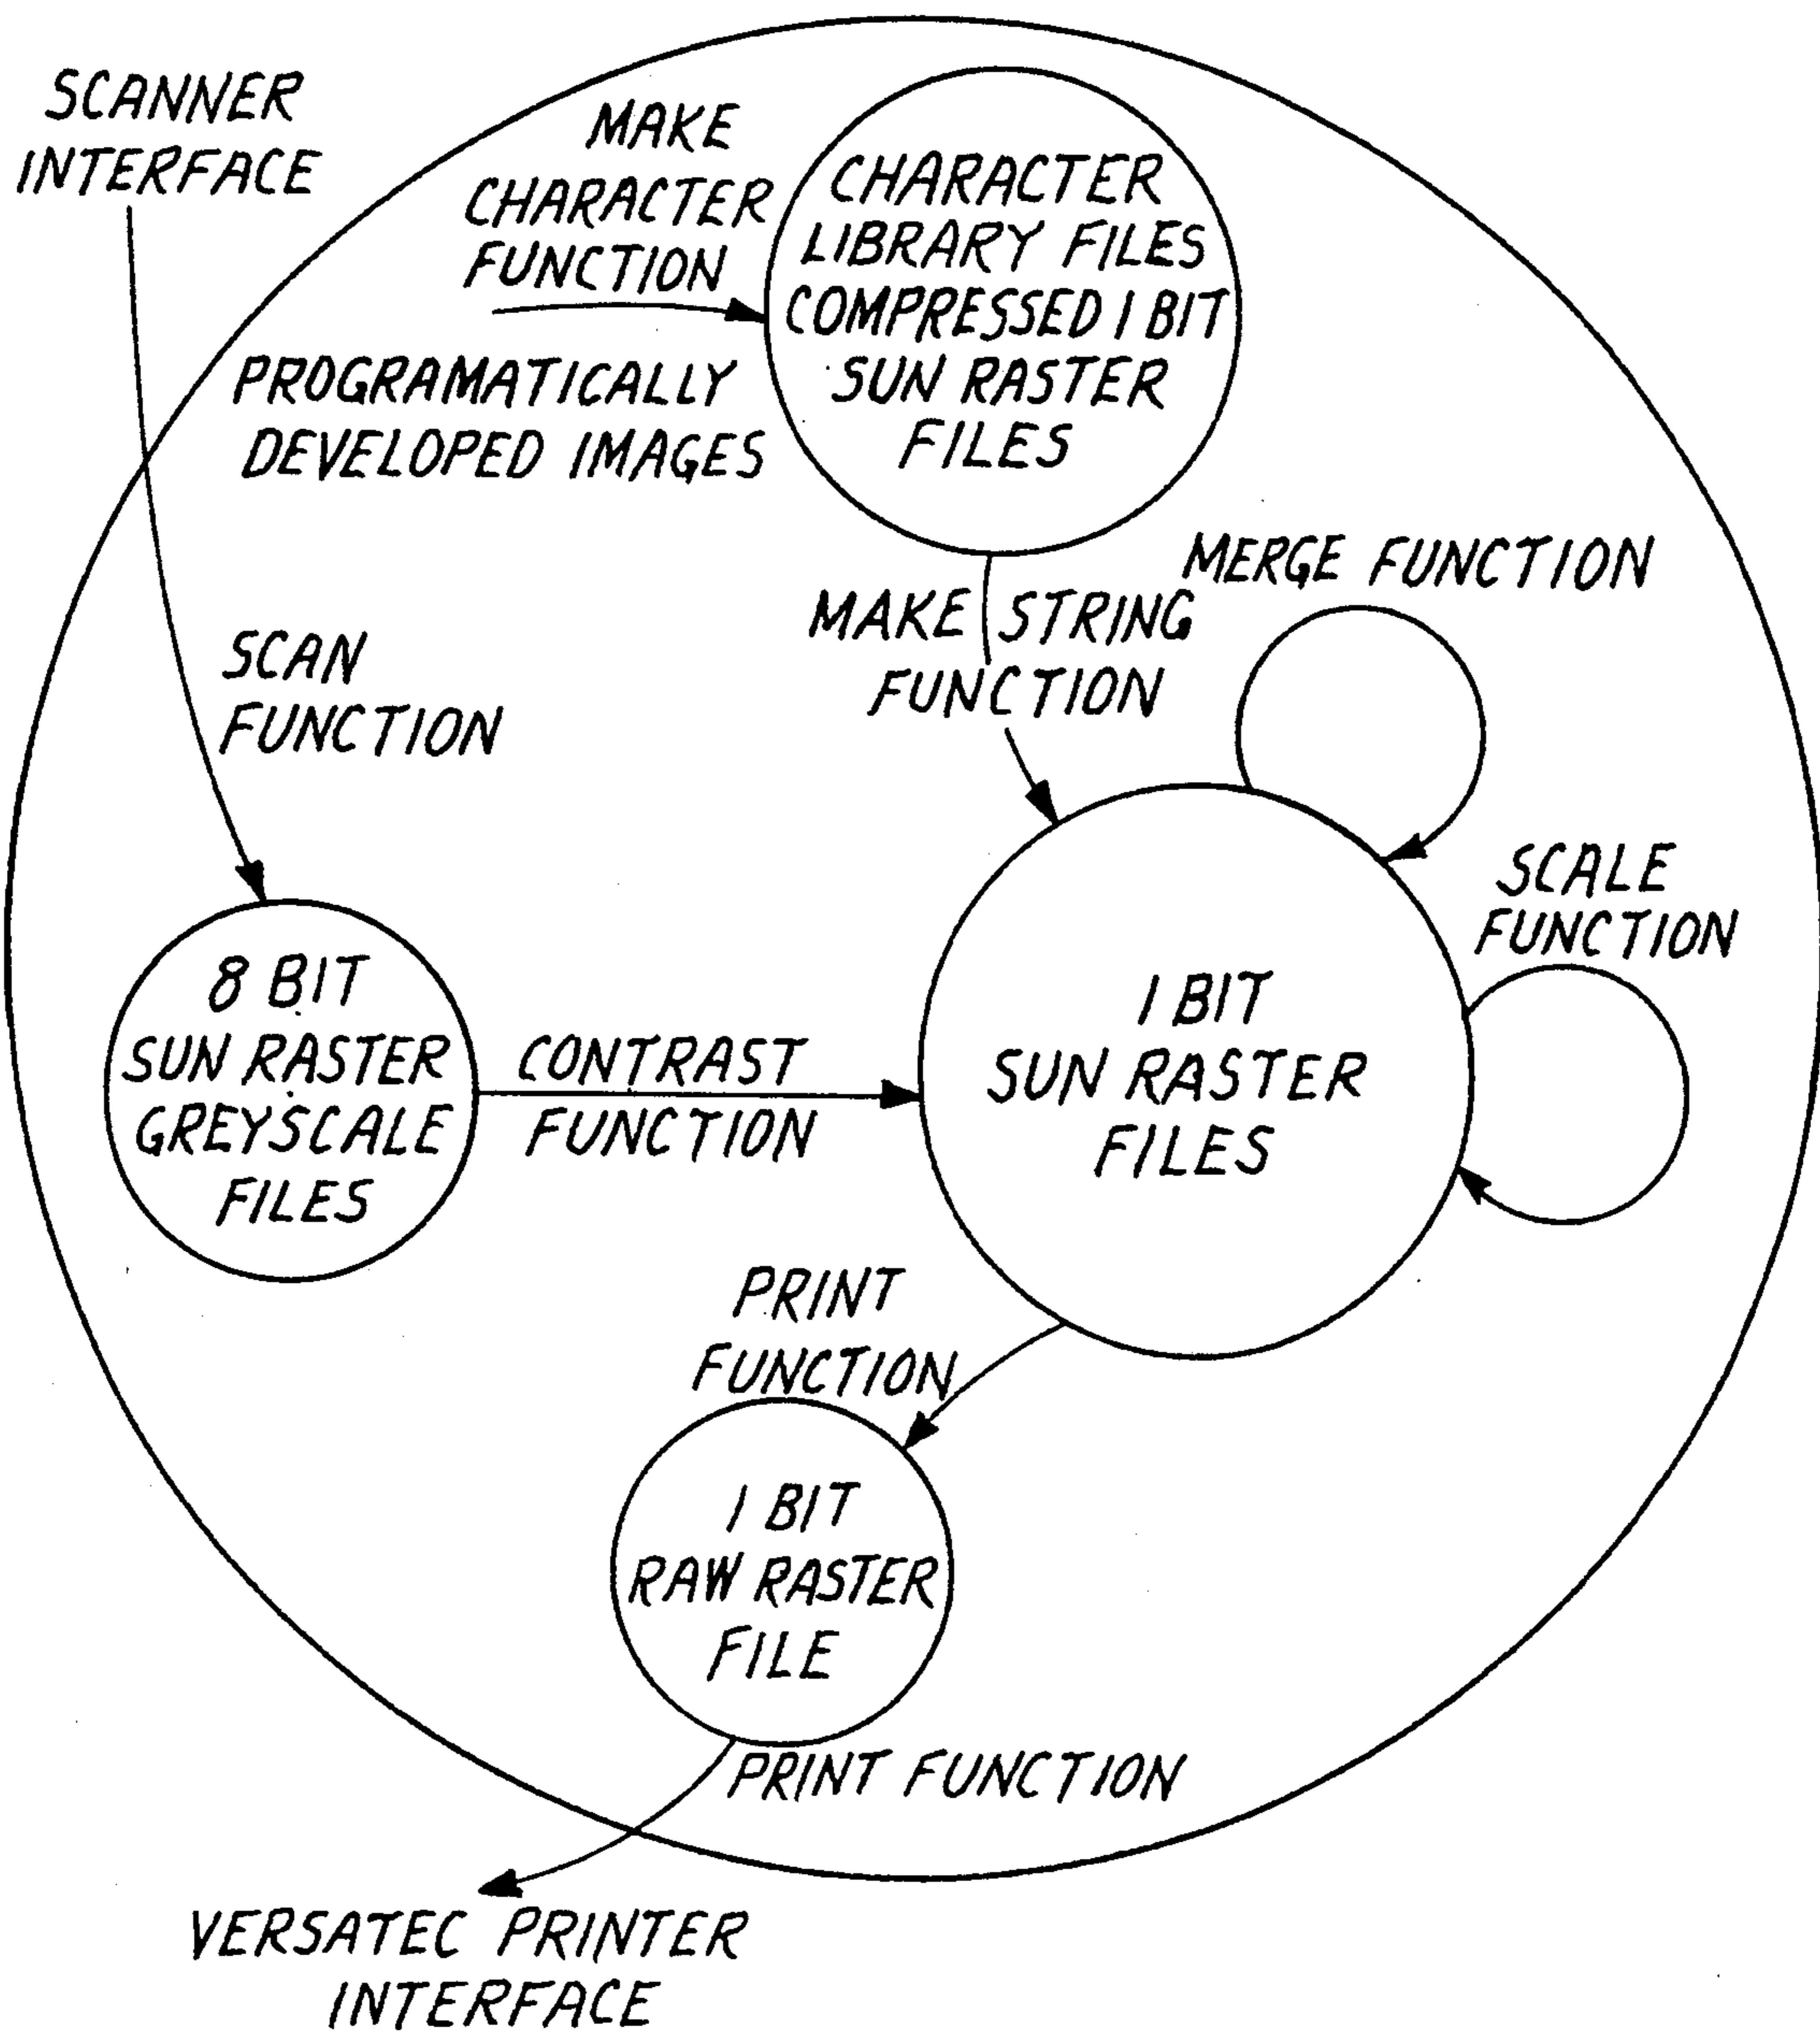 SCANNER
INTERFACE
MAKE
CHARACTER
FUNCTION
PROGRAMATICALLY
DEVELOPED IMAGES
CHARACTER
LIBRARY FILES
COMPRESSED 1 BIT
SUN RASTER
FILES
MERGE FUNCTION
MAKE STRING
FUNCTION
SCAN
FUNCTION
SCALE
FUNCTION
8 BIT
SUN RASTER
GREYSCALE
FILES
CONTRAST
FUNCTION
1 BIT
SUN RASTER
FILES
PRINT
FUNCTION
1 BIT
RAW RASTER
FILE
PRINT FUNCTION
VERSATEC PRINTER
INTERFACE